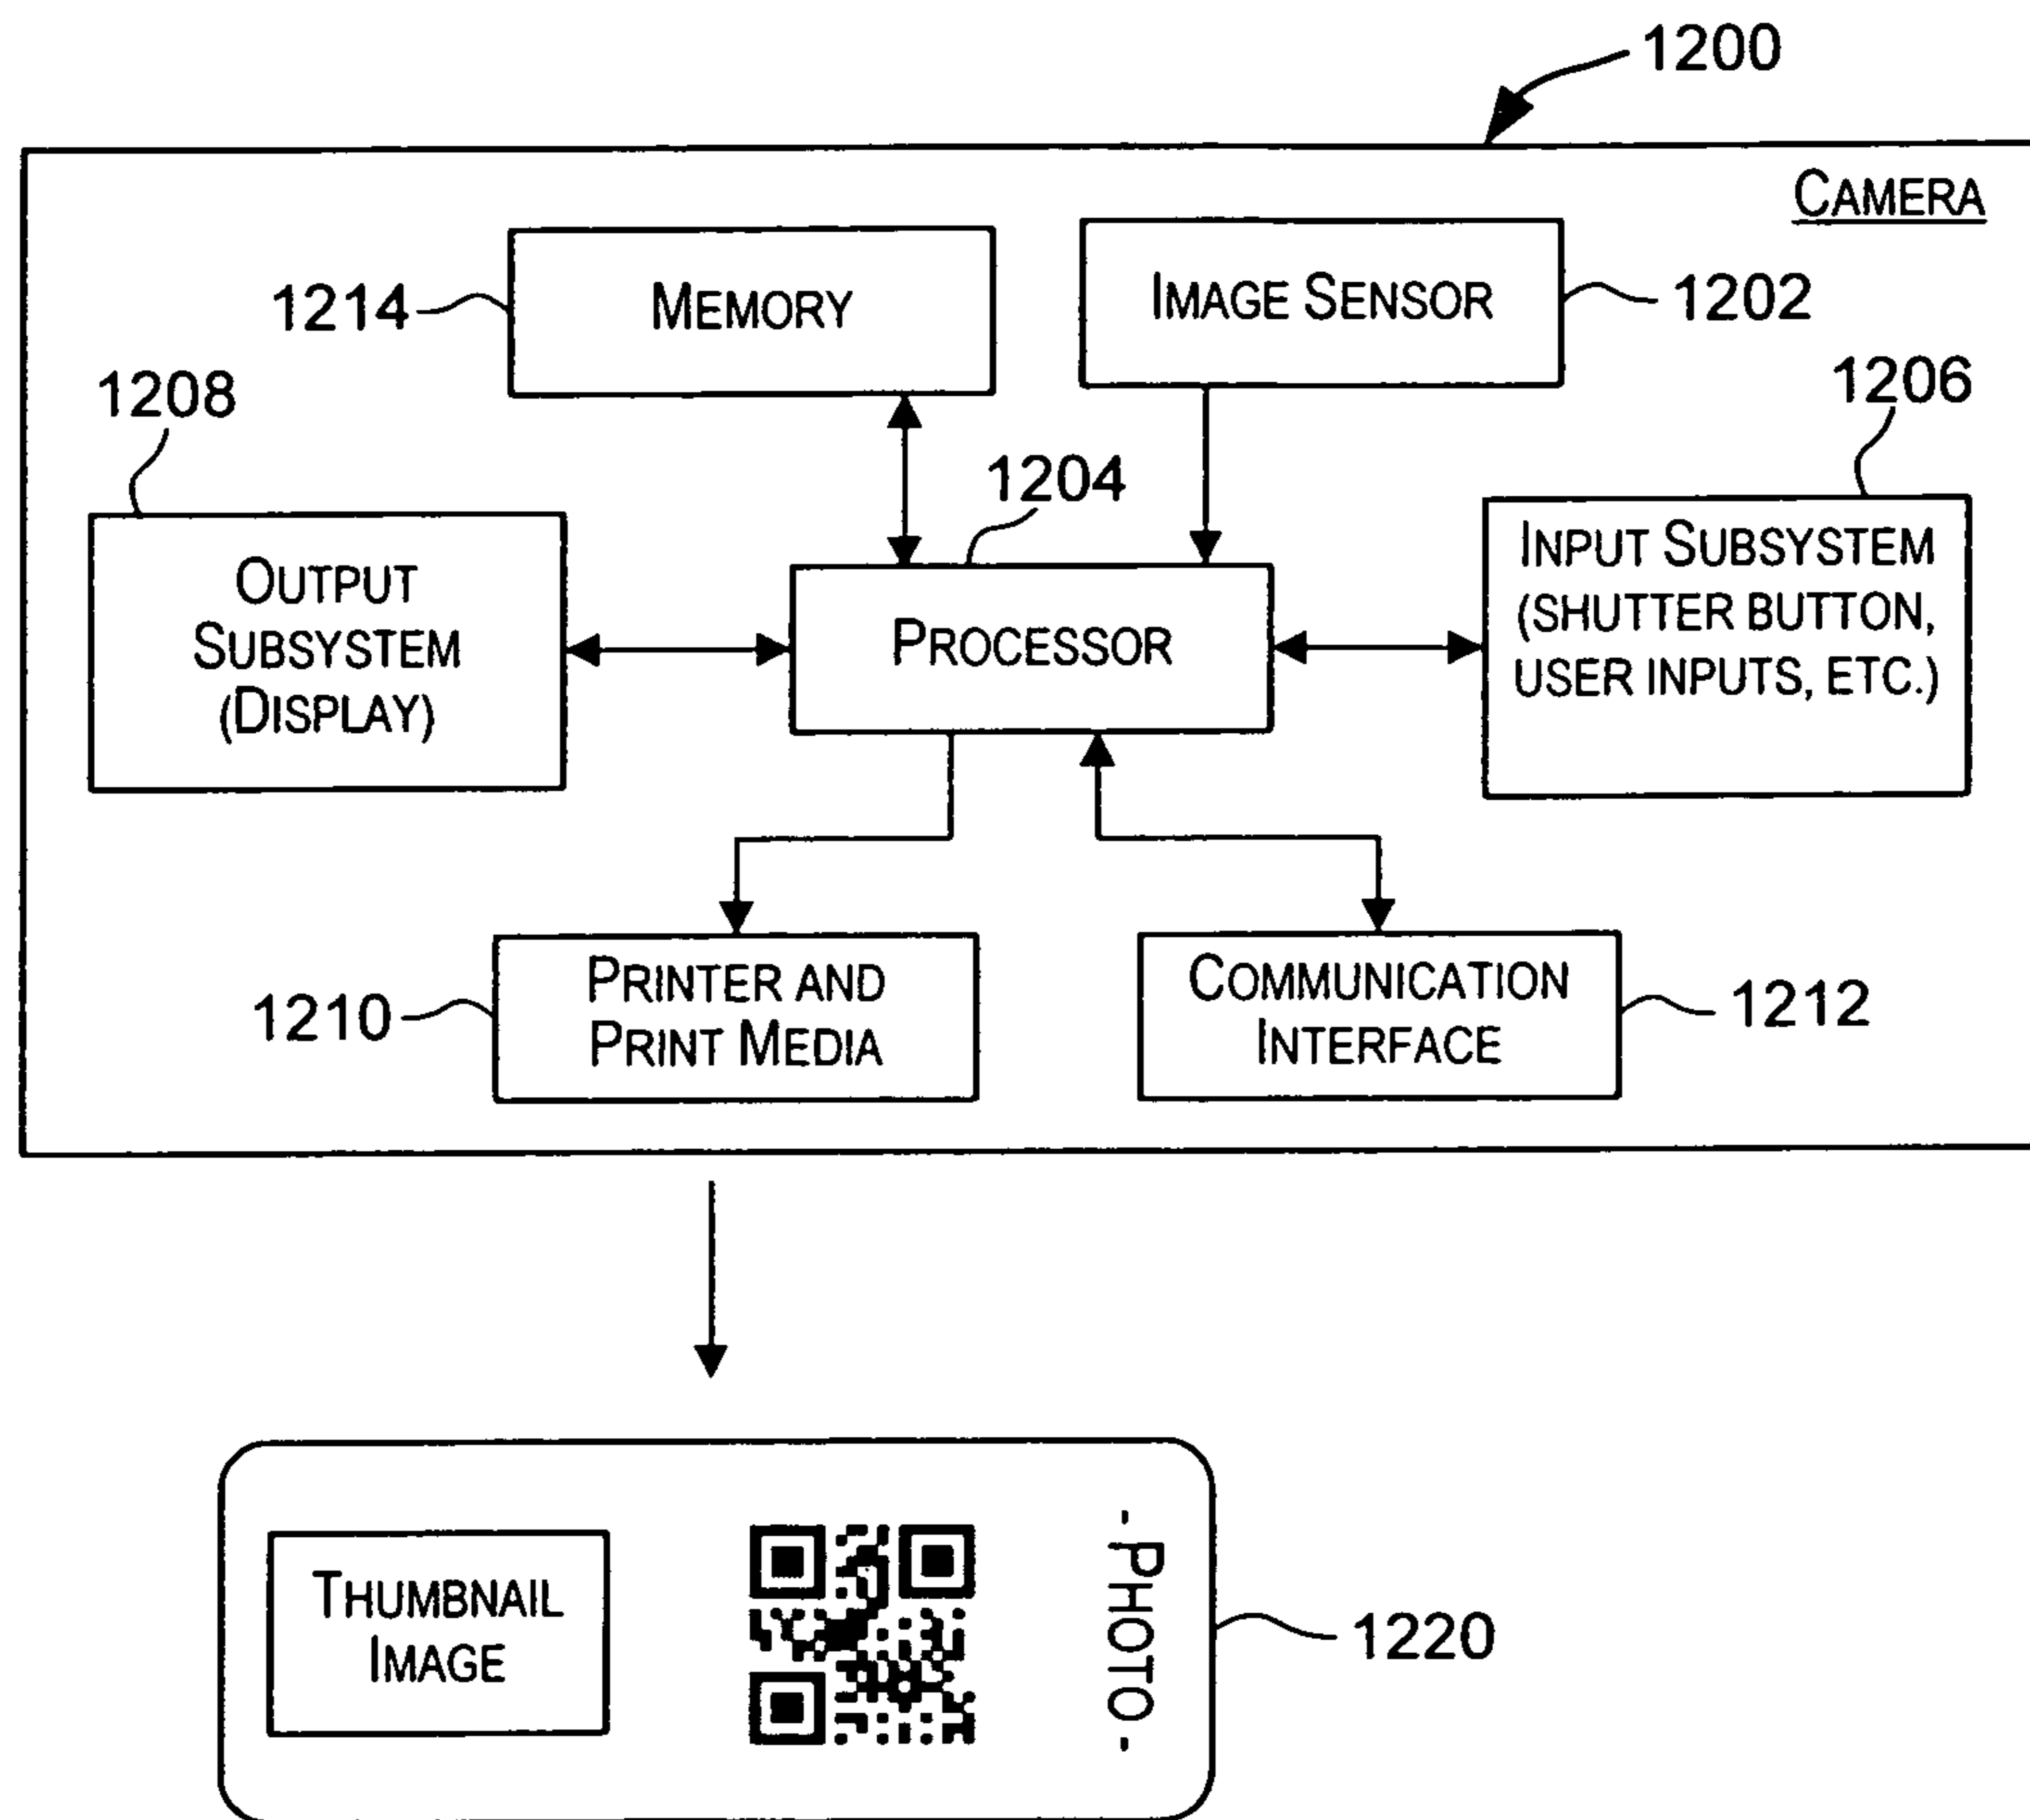 1200
CAMERA
1214
MEMORY
IMAGE SENSOR
1202
1208
1206
1204
OUTPUT
SUBSYSTEM
(DISPLAY)
PROCESSOR
INPUT SUBSYSTEM
(SHUTTER BUTTON,
USER INPUTS, ETC.)
1210
PRINTER AND
PRINT MEDIA
COMMUNICATION
INTERFACE
1212
THUMBNAIL
IMAGE
-PHOTO-
1220